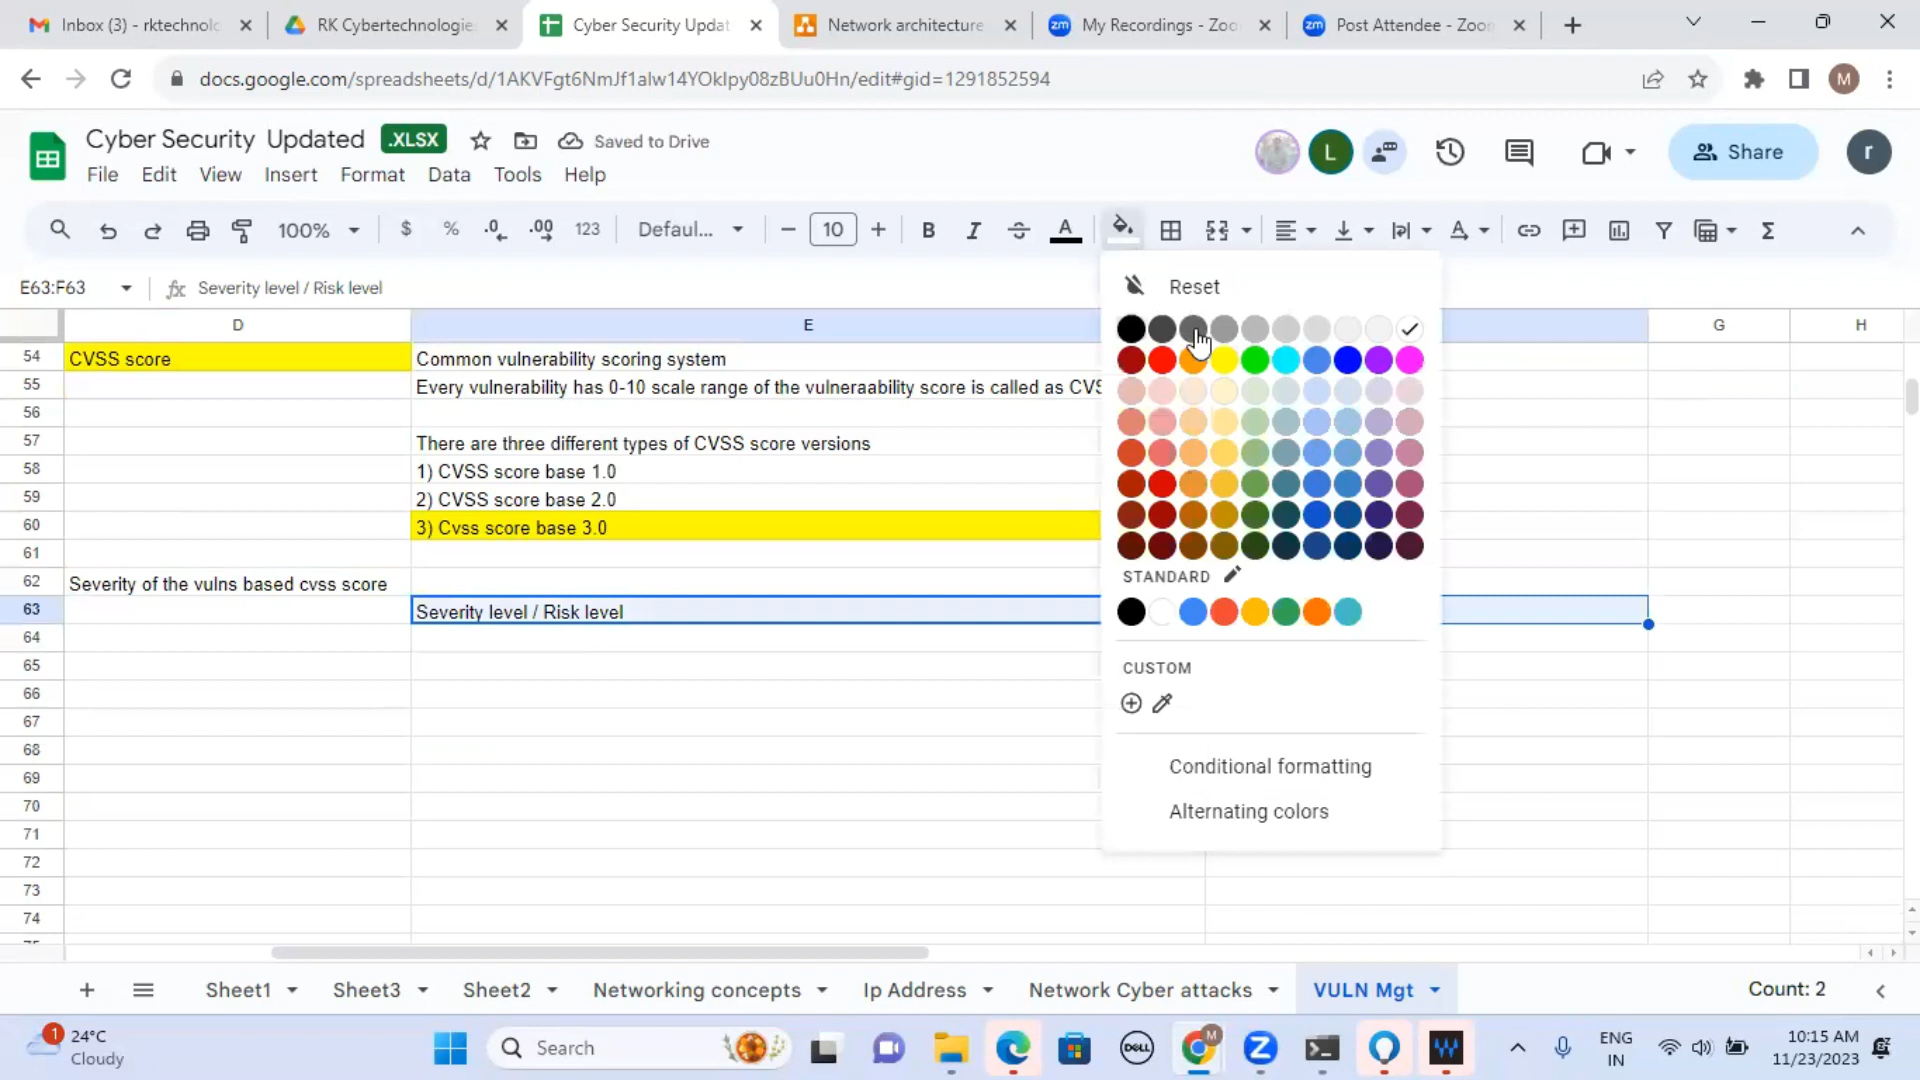 Inbox (3) - rktechnolo
RK Cybertechnologie
Cyber Security Updat
Network architecture
zm My Recordings - Zoo
zm Post Attendee - Zoon
docs.google.com/spreadsheets/d/1AKVFgt6NmJf1alw14YOkIpy08zBUu0Hn/edit#gid=1291852594
M
Cyber Security Updated .XLSX Saved to Drive
L
Share
r
File Edit View Insert Format Data Tools Help
100% $ % .0 .00 123 Defaul... 10 B I A
E63:F63 Severity level / Risk level
Reset
D E G H
54 CVSS score Common vulnerability scoring system
55 Every vulnerability has 0-10 scale range of the vulneraability score is called as CVS
56
57 There are three different types of CVSS score versions
58 1) CVSS score base 1.0
59 2) CVSS score base 2.0
60 3) Cvss score base 3.0
61
62 Severity of the vulns based cvss score
63 Severity level / Risk level
64
65
66
67
68
69
70
71
72
73
74
STANDARD
CUSTOM
Conditional formatting
Alternating colors
Sheet1 Sheet3 Sheet2 Networking concepts Ip Address Network Cyber attacks VULN Mgt Count: 2
1 24°C
Cloudy
Search
DELL
M
ENG
IN
10:15 AM
11/23/2023